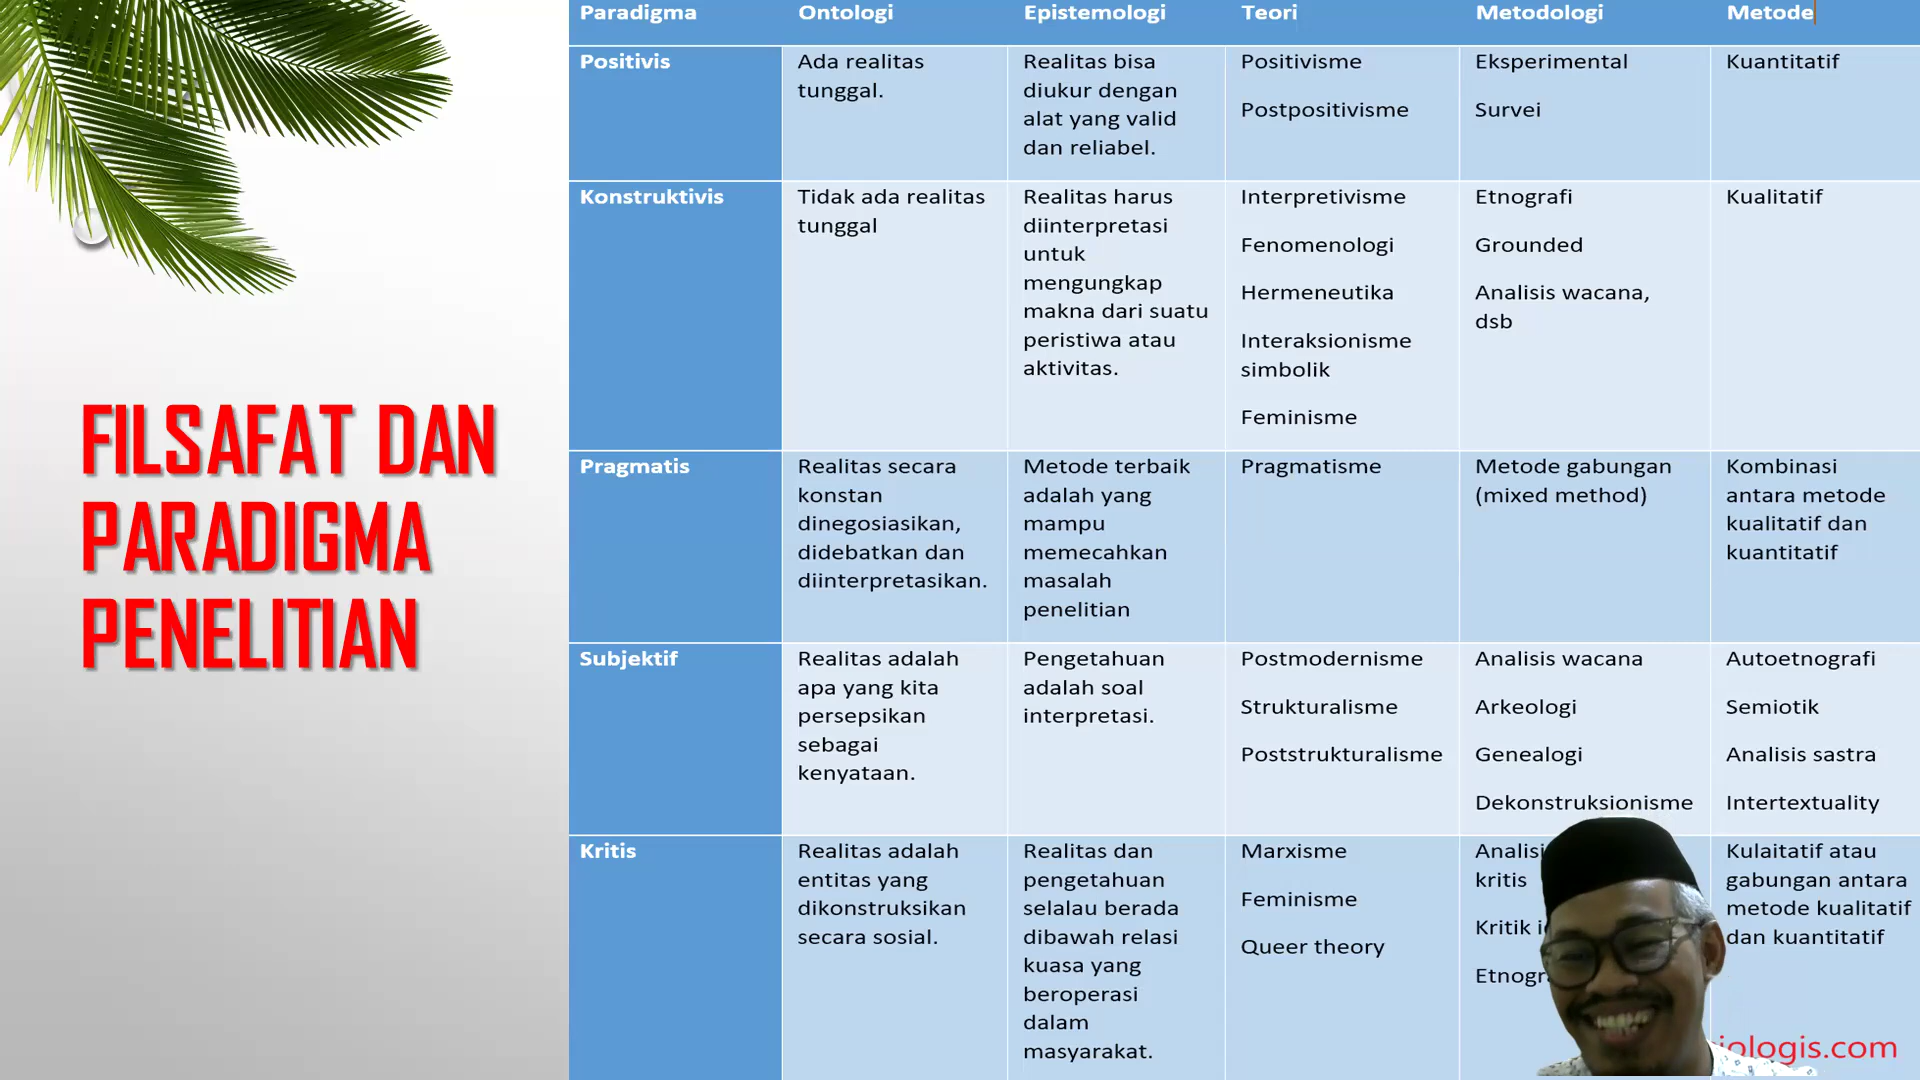 FILSAFAT DAN
PARADIGMA
PENELITIAN
Paradigma Ontologi Epistemologi Teori Metodologi Metode
Positivis
Ada realitas
tunggal.
Realitas bisa
diukur dengan
alat yang valid
dan reliabel.
Positivisme
Postpositivisme
Eksperimental
Survei
Kuantitatif
Konstruktivis
Tidak ada realitas
tunggal
Realitas harus
diinterpretasi
untuk
mengungkap
makna dari suatu
peristiwa atau
aktivitas.
Interpretivisme
Fenomenologi
Hermeneutika
Interaksionisme
simbolik
Feminisme
Etnografi
Grounded
Analisis wacana,
dsb
Kualitatif
Pragmatis
Realitas secara
konstan
dinegosiasikan,
didebatkan dan
diinterpretasikan.
Metode terbaik
adalah yang
mampu
memecahkan
masalah
penelitian
Pragmatisme
Metode gabungan
(mixed method)
Kombinasi
antara metode
kualitatif dan
kuantitatif
Subjektif
Realitas adalah
apa yang kita
persepsikan
sebagai
kenyataan.
Pengetahuan
adalah soal
interpretasi.
Postmodernisme
Strukturalisme
Poststrukturalisme
Analisis wacana
Arkeologi
Genealogi
Dekonstruksionisme
Autoetnografi
Semiotik
Analisis sastra
Intertextuality
Kritis
Realitas adalah
entitas yang
dikonstruksikan
secara sosial.
Realitas dan
pengetahuan
selalau berada
dibawah relasi
kuasa yang
beroperasi
dalam
masyarakat.
Marxisme
Feminisme
Queer theory
kritis
Kritik
Kulaitatif atau
gabungan antara
metode kualitatif
dan kuantitatif